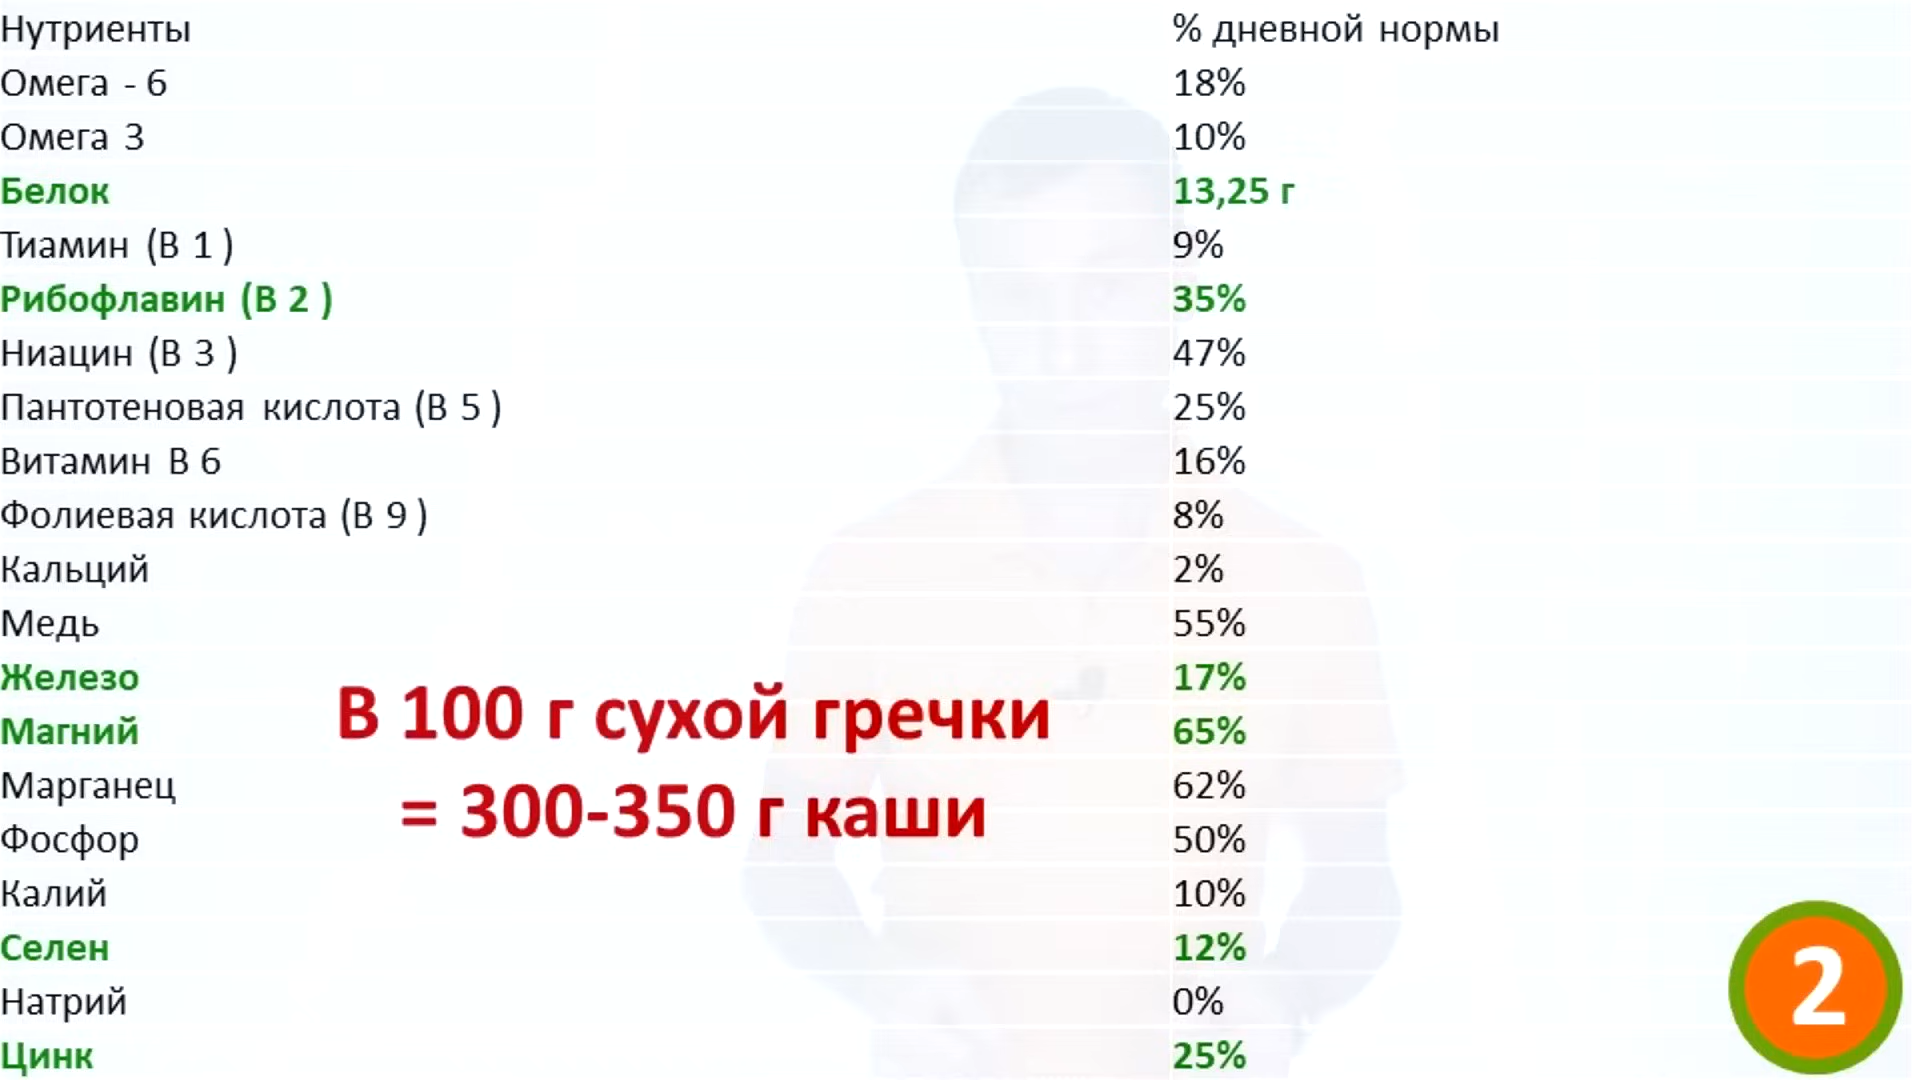 Нутриенты % дневной нормы
Омега - 6 18%
Омега 3 10%
Белок 13,25 г
Тиамин (В 1 ) 9%
Рибофлавин (В 2 ) 35%
Ниацин (В 3 ) 47%
Пантотеновая кислота (В 5 ) 25%
Витамин В 6 16%
Фолиевая кислота (В 9 ) 8%
Кальций 2%
Медь 55%
Железо 17%
Магний 65%
Марганец 62%
Фосфор 50%
Калий 10%
Селен 12%
Натрий 0%
Цинк 25%
В 100 г сухой гречки
= 300-350 г каши
2